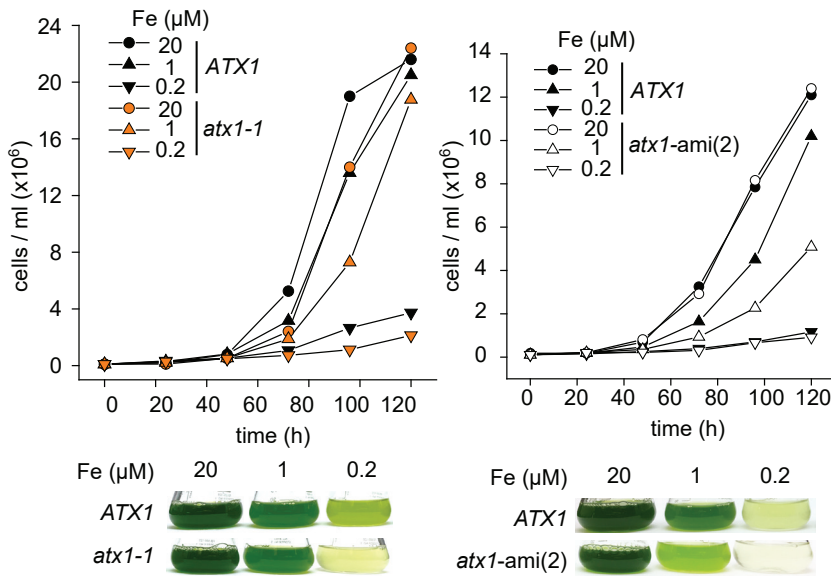 Fe (µM)
20
1
0.2
ATX1
20
1
0.2
atx1-1
24
20
16
12
8
4
0
cells / ml (x10⁶)
0 20 40 60 80 100 120
time (h)
Fe (µM)
20
1
0.2
ATX1
20
1
0.2
atx1-ami(2)
14
12
10
8
6
4
2
0
cells / ml (x10⁶)
0 20 40 60 80 100 120
time (h)
Fe (µM) 20 1 0.2
ATX1
atx1-1
Fe (µM) 20 1 0.2
ATX1
atx1-ami(2)